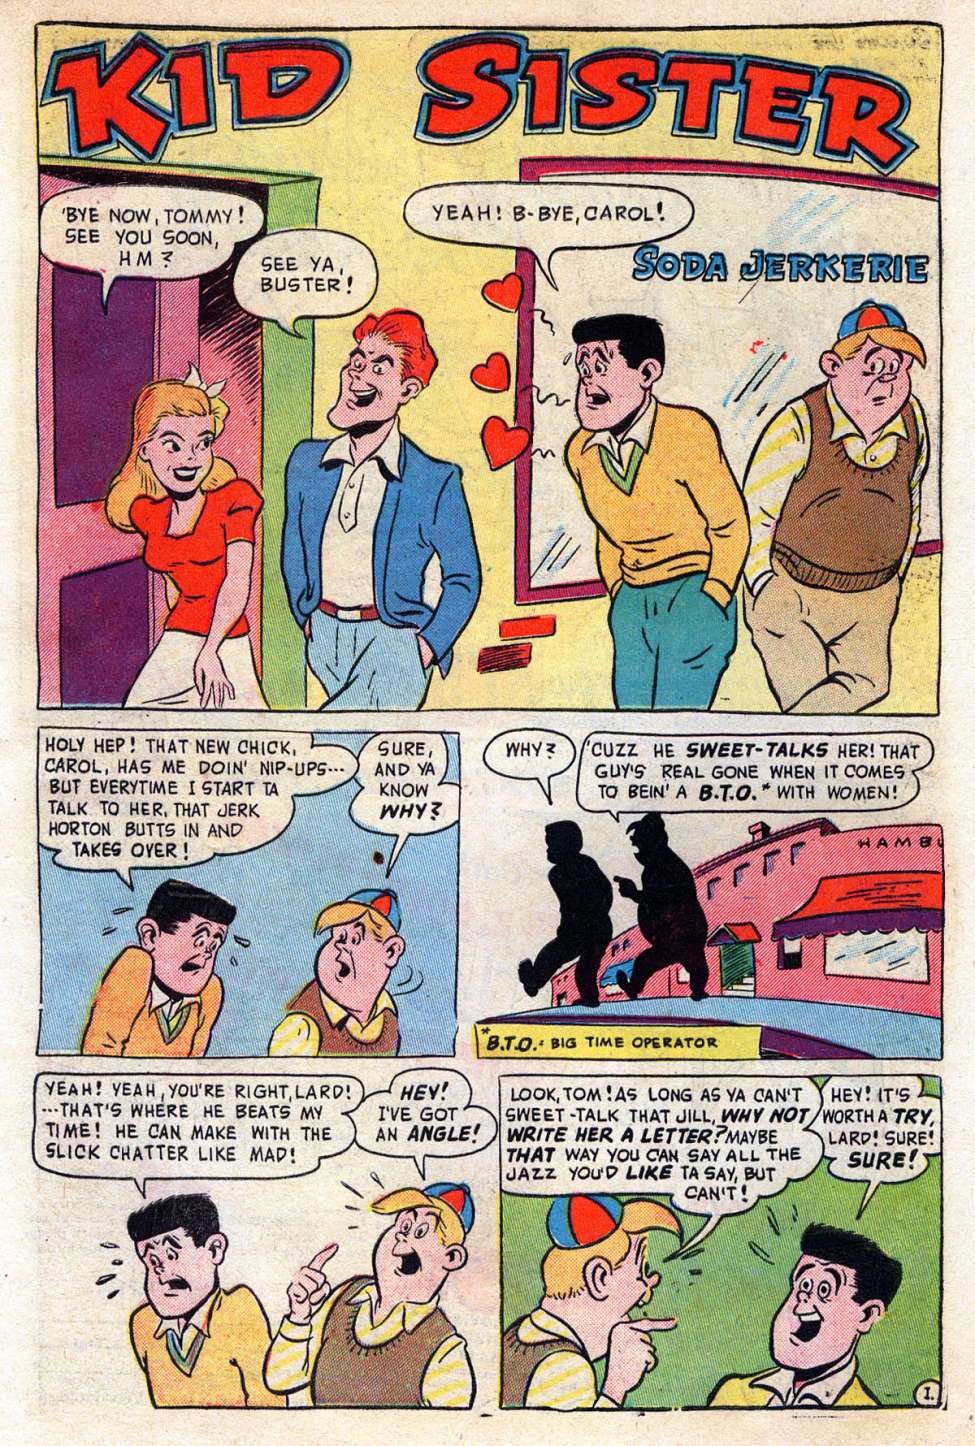 KID SISTER
'BYE NOW, TOMMY!
SEE YOU SOON,
HM?
SEE YA,
BUSTER!
YEAH! B-BYE, CAROL!
SODA JERKERIE
HOLY HEP! THAT NEW CHICK,
CAROL, HAS ME DOIN' NIP-UPS---
BUT EVERYTIME I START TA
TALK TO HER, THAT JERK
HORTON BUTTS IN AND
TAKES OVER!
SURE,
AND YA
KNOW
WHY?
WHY?
'CUZZ HE SWEET-TALKS HER! THAT
GUY'S REAL GONE WHEN IT COMES
TO BEIN' A B.T.O.* WITH WOMEN!
HAMBU
*B.T.O.: BIG TIME OPERATOR
YEAH! YEAH, YOU'RE RIGHT, LARD!
---THAT'S WHERE HE BEATS MY
TIME! HE CAN MAKE WITH THE
SLICK CHATTER LIKE MAD!
HEY!
I'VE GOT
AN ANGLE!
LOOK, TOM! AS LONG AS YA CAN'T
SWEET-TALK THAT JILL, WHY NOT
WRITE HER A LETTER? MAYBE
THAT WAY YOU CAN SAY ALL THE
JAZZ YOU'D LIKE TA SAY, BUT
CAN'T!
HEY! IT'S
WORTH A TRY,
LARD! SURE!
SURE!
1.